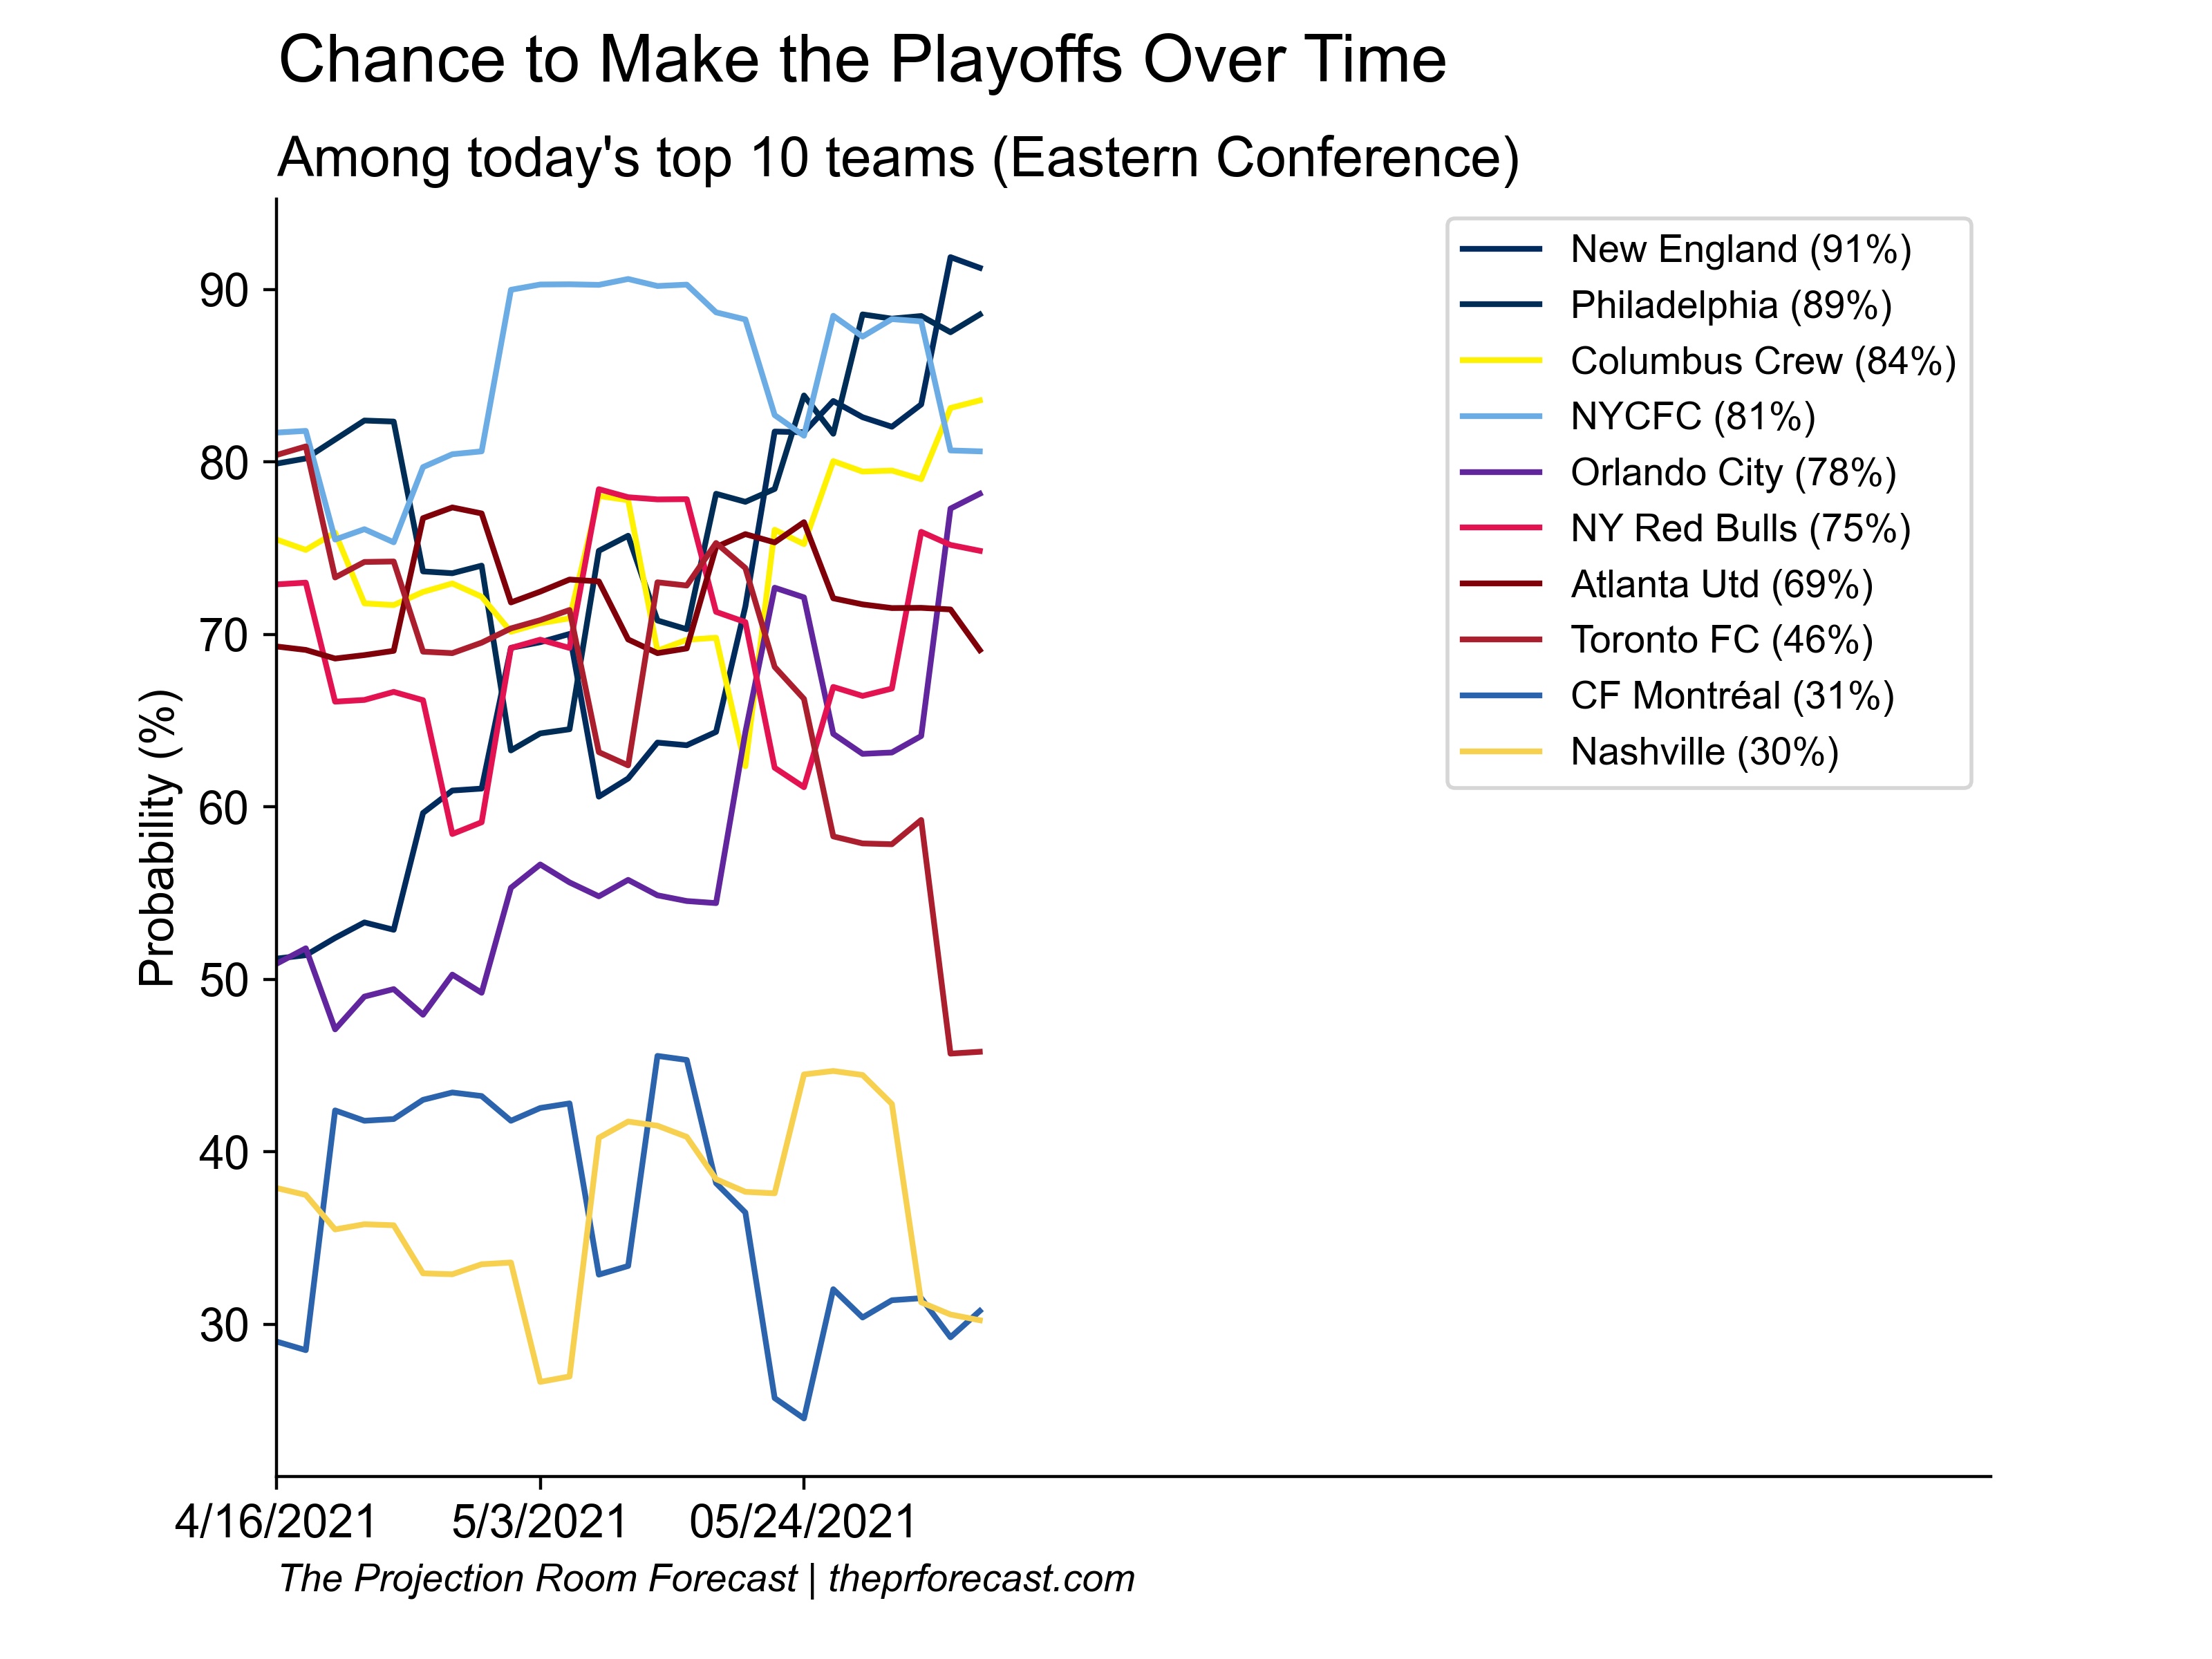 Chance to Make the Playoffs Over Time
Among today's top 10 teams (Eastern Conference)
New England (91%)
Philadelphia (89%)
Columbus Crew (84%)
NYCFC (81%)
Orlando City (78%)
NY Red Bulls (75%)
Atlanta Utd (69%)
Toronto FC (46%)
CF Montréal (31%)
Nashville (30%)
Probability (%)
90
80
70
60
50
40
30
4/16/2021 5/3/2021 05/24/2021
The Projection Room Forecast | theprforecast.com